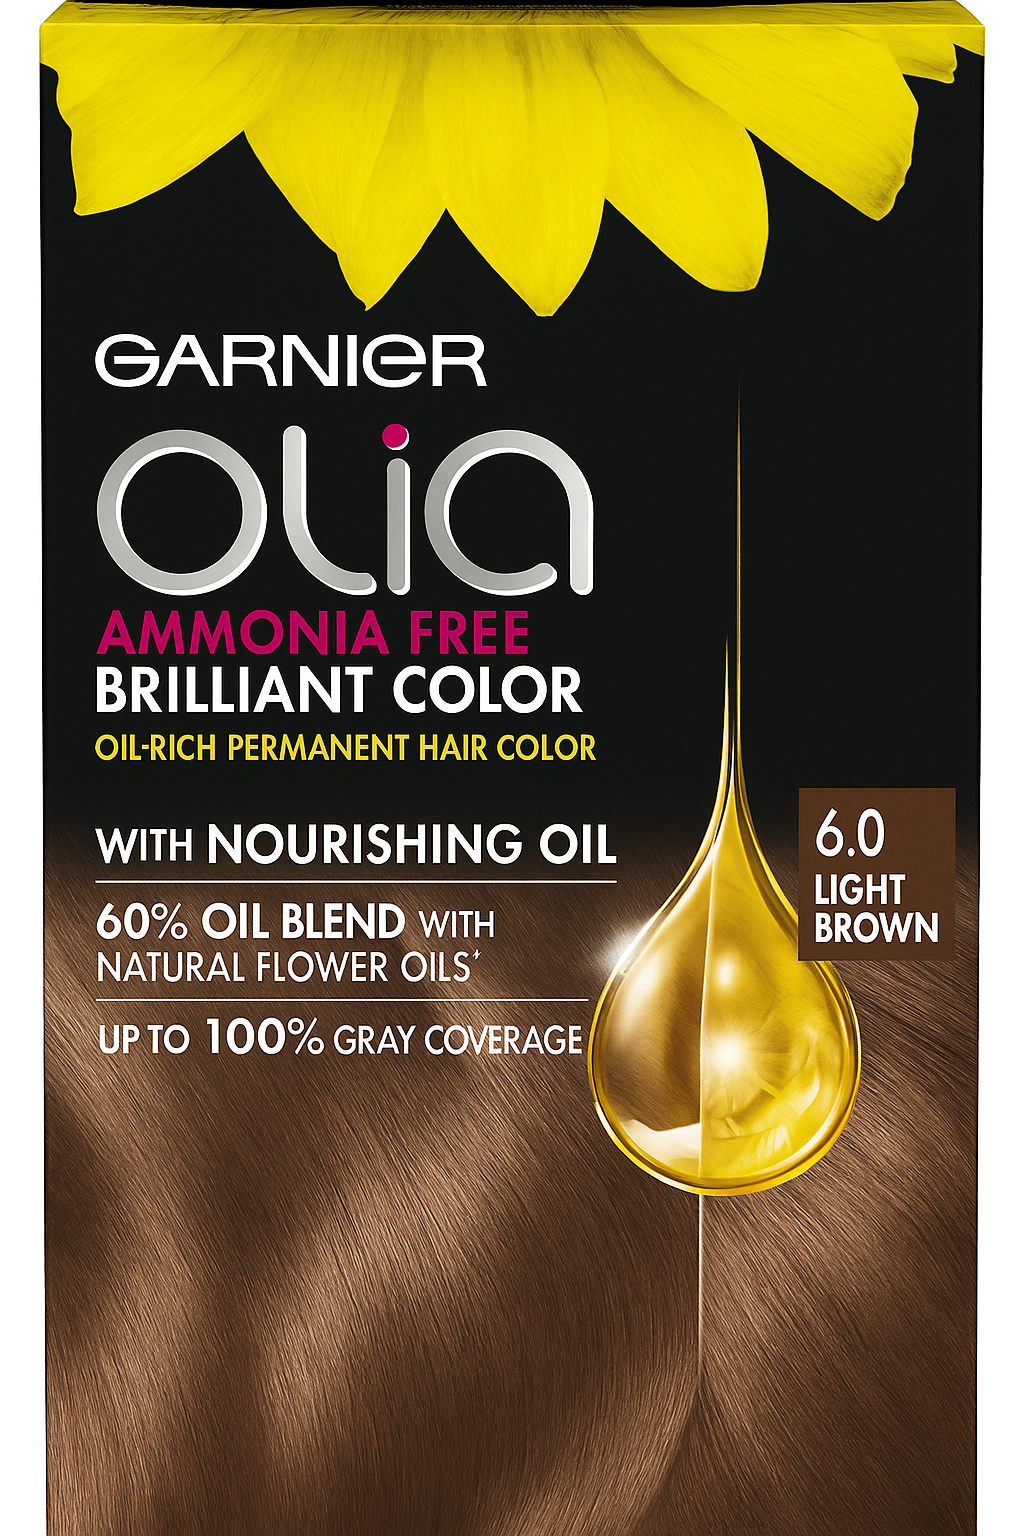 GARNIER
OLia
AMMONIA FREE
BRILLIANT COLOR
OIL-RICH PERMANENT HAIR COLOR
WITH NOURISHING OIL
60% OIL BLEND WITH
NATURAL FLOWER OILS*
UP TO 100% GRAY COVERAGE
6.0
LIGHT
BROWN